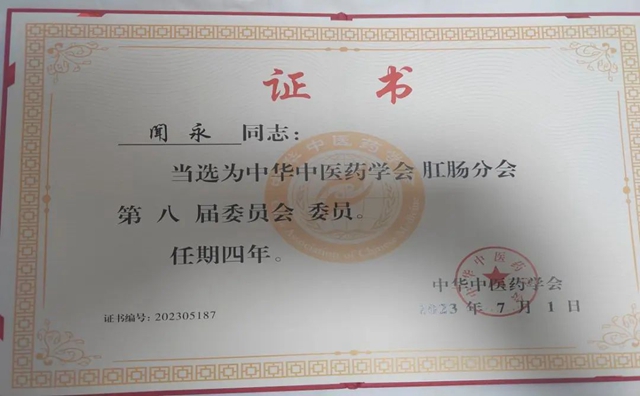 证书
闻永 同志：
当选为中华中医药学会 肛肠分会
第 八 届委员会 委员。
任期四年。
中华中医药学会
2023 年 7 月 1 日
证书编号：202305187